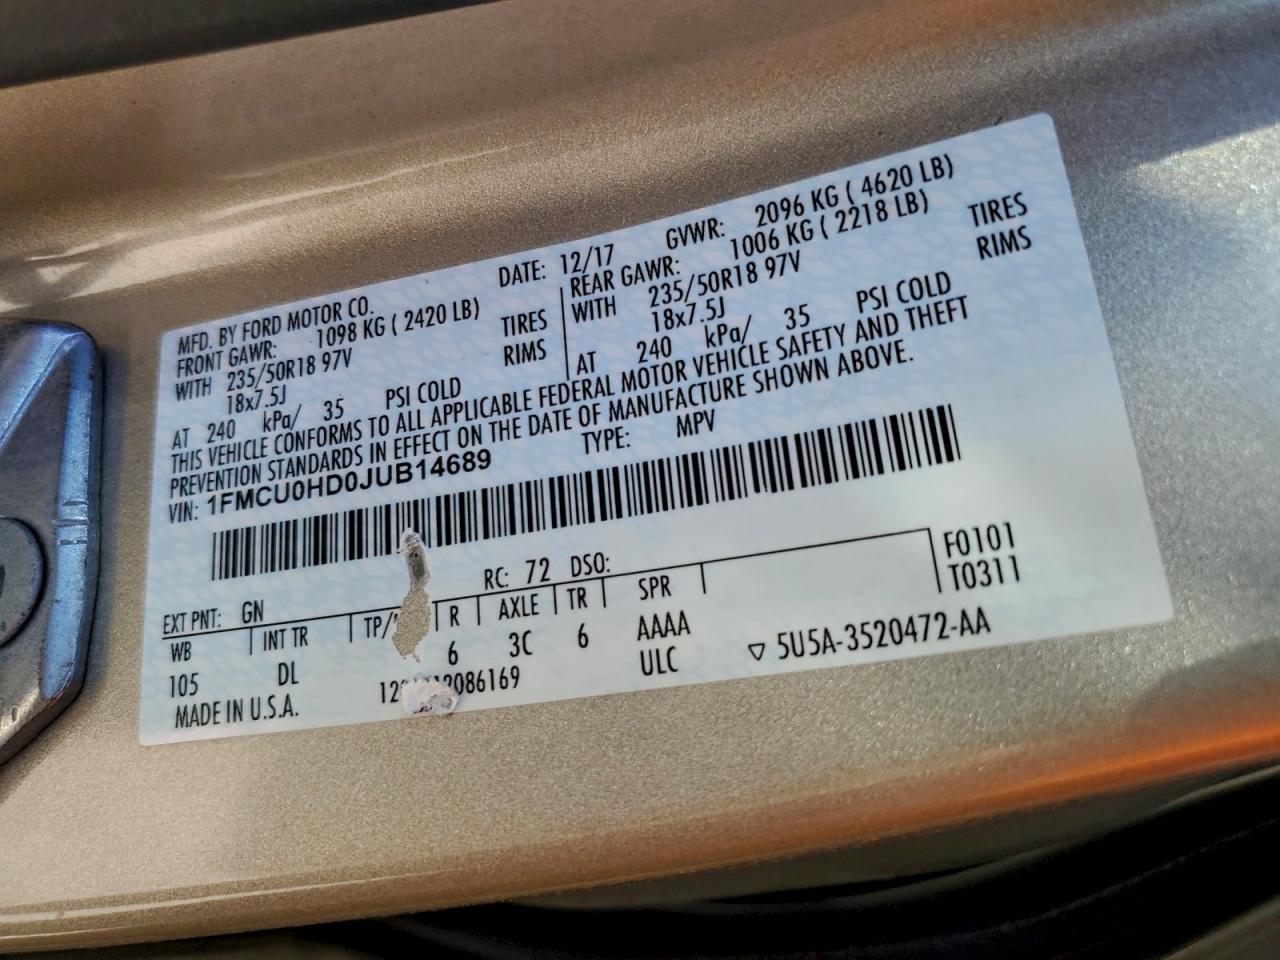 MFD. BY FORD MOTOR CO.
DATE: 12/17 GVWR: 2096 KG ( 4620 LB)
FRONT GAWR: 1098 KG ( 2420 LB)
REAR GAWR: 1006 KG ( 2218 LB)
WITH 235/50R18 97V TIRES
WITH 235/50R18 97V TIRES
18x7.5J RIMS
18x7.5J RIMS
AT 240 kPa/ 35 PSI COLD
AT 240 kPa/ 35 PSI COLD
THIS VEHICLE CONFORMS TO ALL APPLICABLE FEDERAL MOTOR VEHICLE SAFETY AND THEFT
PREVENTION STANDARDS IN EFFECT ON THE DATE OF MANUFACTURE SHOWN ABOVE.
VIN: 1FMCU0HD0JUB14689
TYPE: MPV
EXT PNT: GN RC: 72 DSO:
F0101
T0311
WB INT TR TP/ R AXLE TR SPR
105 DL 6 3C 6 AAAA
MADE IN U.S.A. ULC
▽ 5U5A-3520472-AA